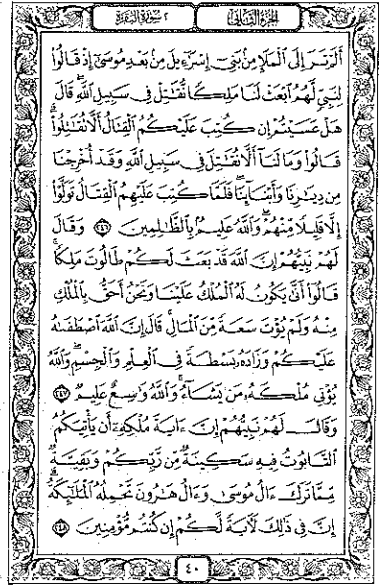 الجزء الثانى
٢ سورة البقرة
أَلَمْ تَرَ إِلَى ٱلْمَلَإِ مِنۢ بَنِىٓ إِسْرَٰٓءِيلَ مِنۢ بَعْدِ مُوسَىٰٓ إِذْ قَالُوا۟
لِنَبِىٍّ لَّهُمُ ٱبْعَثْ لَنَا مَلِكًا نُّقَٰتِلْ فِى سَبِيلِ ٱللَّهِ ۖ قَالَ
هَلْ عَسَيْتُمْ إِن كُتِبَ عَلَيْكُمُ ٱلْقِتَالُ أَلَّا تُقَٰتِلُوا۟ ۖ
قَالُوا۟ وَمَا لَنَآ أَلَّا نُقَٰتِلَ فِى سَبِيلِ ٱللَّهِ وَقَدْ أُخْرِجْنَا
مِن دِيَٰرِنَا وَأَبْنَآئِنَا ۖ فَلَمَّا كُتِبَ عَلَيْهِمُ ٱلْقِتَالُ تَوَلَّوْا۟
إِلَّا قَلِيلًا مِّنْهُمْ ۗ وَٱللَّهُ عَلِيمٌۢ بِٱلظَّٰلِمِينَ ٢٤٦ وَقَالَ
لَهُمْ نَبِيُّهُمْ إِنَّ ٱللَّهَ قَدْ بَعَثَ لَكُمْ طَالُوتَ مَلِكًا ۚ
قَالُوٓا۟ أَنَّىٰ يَكُونُ لَهُ ٱلْمُلْكُ عَلَيْنَا وَنَحْنُ أَحَقُّ بِٱلْمُلْكِ
مِنْهُ وَلَمْ يُؤْتَ سَعَةً مِّنَ ٱلْمَالِ ۚ قَالَ إِنَّ ٱللَّهَ ٱصْطَفَىٰهُ
عَلَيْكُمْ وَزَادَهُۥ بَسْطَةً فِى ٱلْعِلْمِ وَٱلْجِسْمِ ۖ وَٱللَّهُ
يُؤْتِى مُلْكَهُۥ مَن يَشَآءُ ۚ وَٱللَّهُ وَٰسِعٌ عَلِيمٌ ٢٤٧
وَقَالَ لَهُمْ نَبِيُّهُمْ إِنَّ ءَايَةَ مُلْكِهِۦٓ أَن يَأْتِيَكُمُ
ٱلتَّابُوتُ فِيهِ سَكِينَةٌ مِّن رَّبِّكُمْ وَبَقِيَّةٌ
مِّمَّا تَرَكَ ءَالُ مُوسَىٰ وَءَالُ هَٰرُونَ تَحْمِلُهُ ٱلْمَلَٰٓئِكَةُ ۚ
إِنَّ فِى ذَٰلِكَ لَءَايَةً لَّكُمْ إِن كُنتُم مُّؤْمِنِينَ ٢٤٨
٤٠